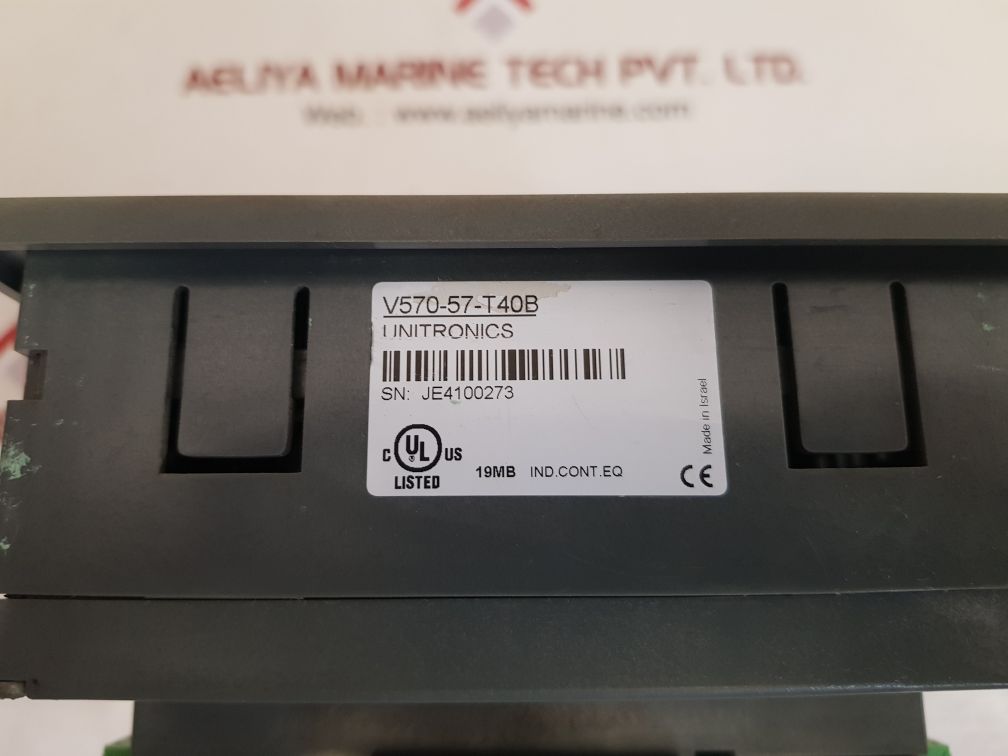 AELIYA MARINE TECH PVT. LTD.
Web. : www.aeliyamarine.com
V570-57-T40B
UNITRONICS
SN: JE4100273
Made in Israel
C UL US
LISTED
19MB IND.CONT.EQ
CE